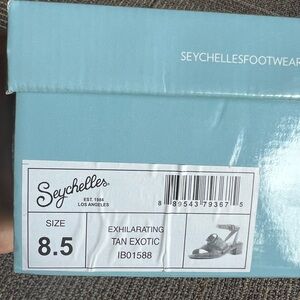 SEYCHELLESFOOTWEAR
Seychelles.
EST. 1984
LOS ANGELES
8 89543 79367 5
SIZE
8.5
EXHILARATING
TAN EXOTIC
IB01588